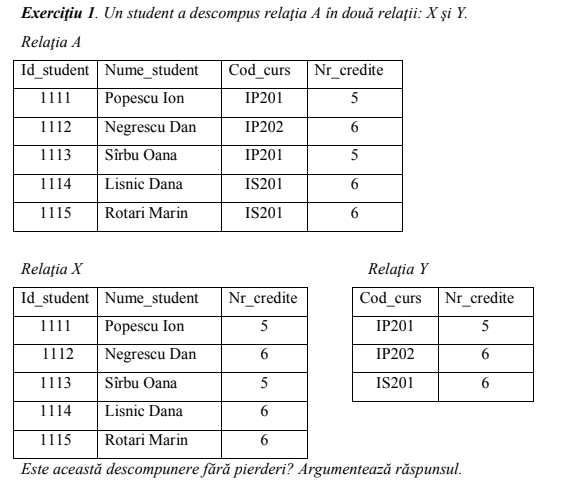 Exerciţiu 1. Un student a descompus relaţia A în două relaţii: X şi Y.
Relaţia A
Id_student Nume_student Cod_curs Nr_credite
1111 Popescu Ion IP201 5
1112 Negrescu Dan IP202 6
1113 Sîrbu Oana IP201 5
1114 Lisnic Dana IS201 6
1115 Rotari Marin IS201 6
Relaţia X
Id_student Nume_student Nr_credite
1111 Popescu Ion 5
1112 Negrescu Dan 6
1113 Sîrbu Oana 5
1114 Lisnic Dana 6
1115 Rotari Marin 6
Relaţia Y
Cod_curs Nr_credite
IP201 5
IP202 6
IS201 6
Este această descompunere fără pierderi? Argumentează răspunsul.